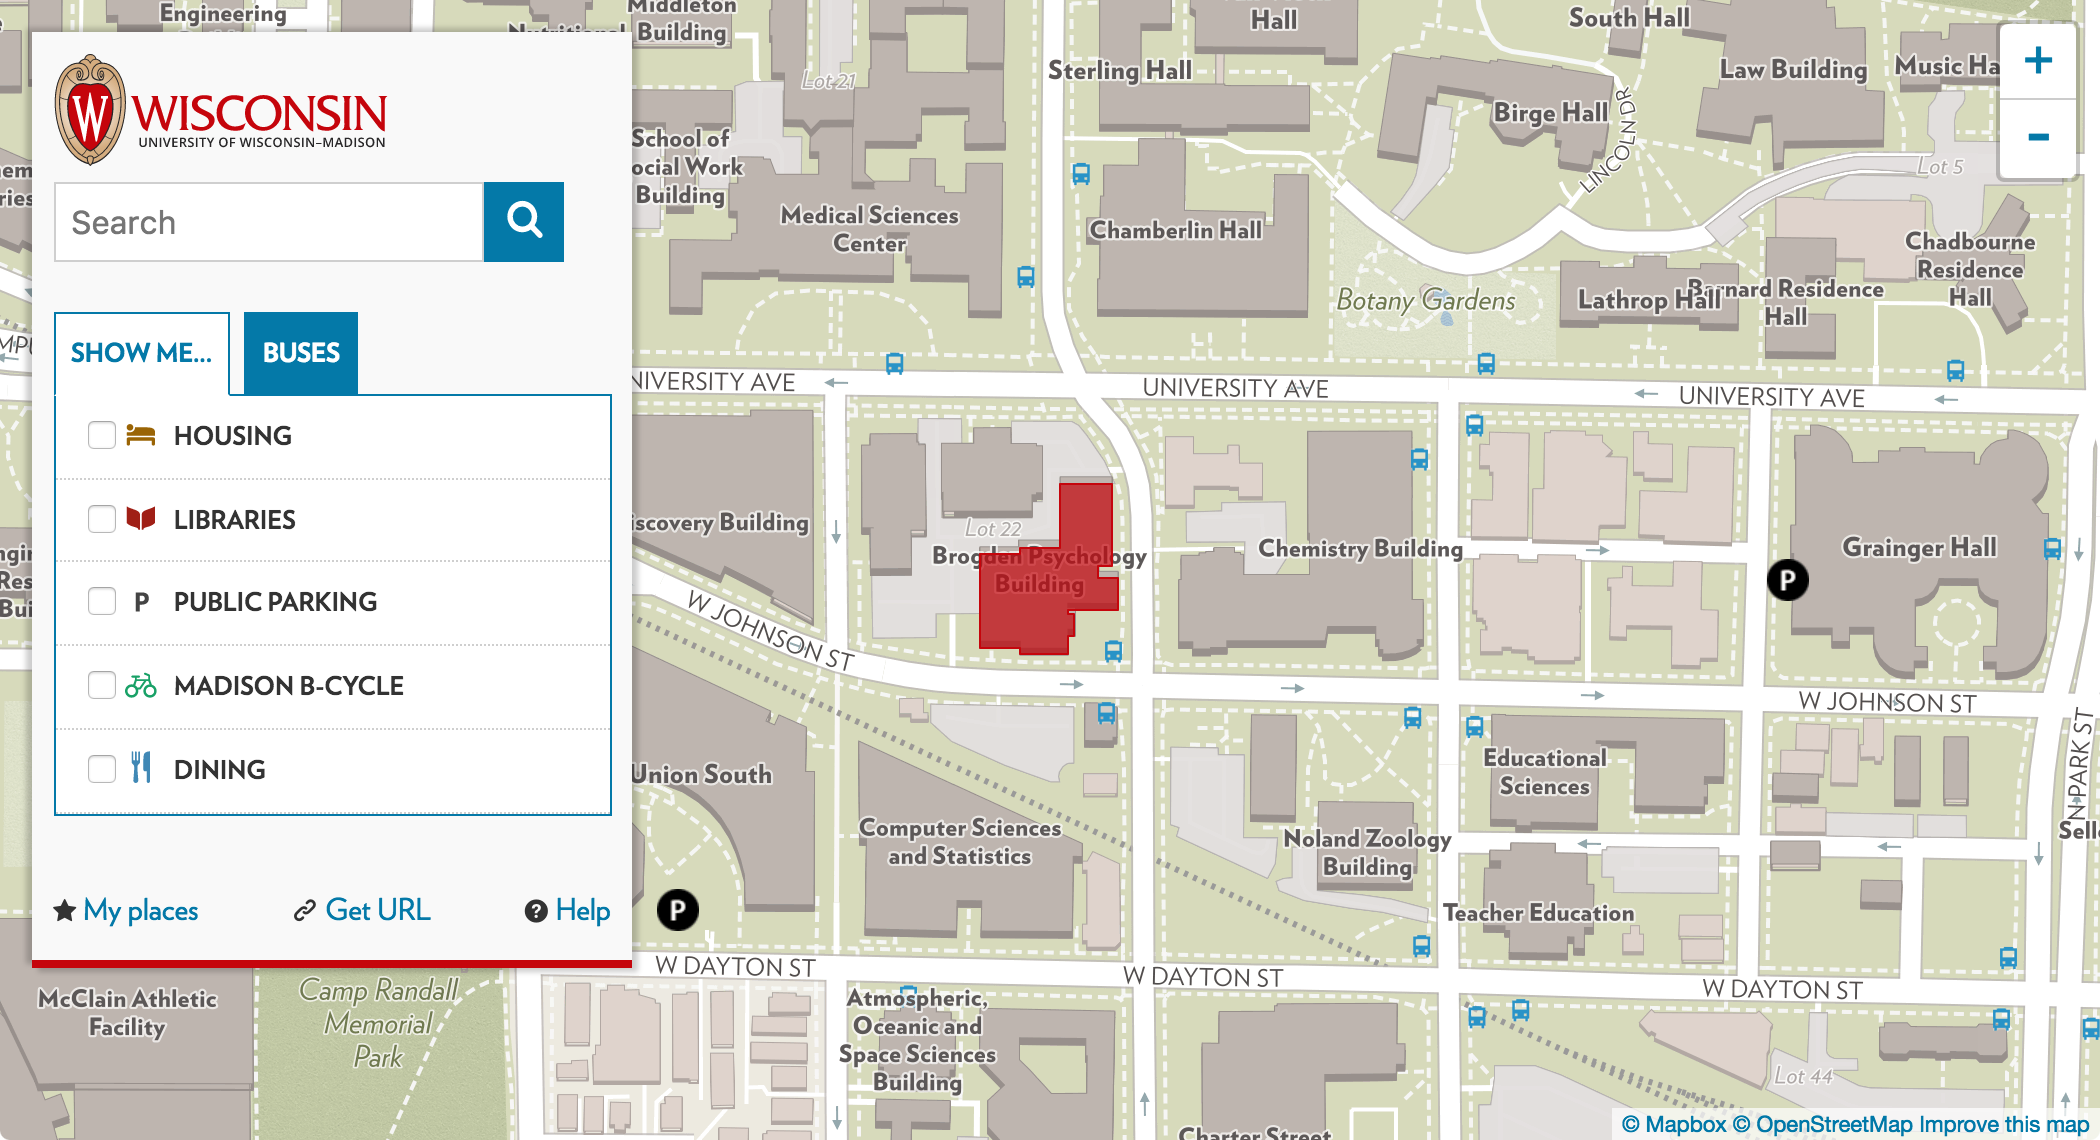 Engineering
Nutritional
Middleton
Building
Hall
South Hall
Sterling Hall
Law Building
Music Ha
+
-
Lot 21
Birge Hall
LINCOLN DR
W
WISCONSIN
UNIVERSITY OF WISCONSIN–MADISON
School of
ocial Work
Building
Lot 5
Search
Medical Sciences
Center
Chamberlin Hall
Chadbourne
Residence
Hall
Botany Gardens
Lathrop Hall
Barnard Residence
Hall
SHOW ME...
BUSES
NIVERSITY AVE
UNIVERSITY AVE
UNIVERSITY AVE
HOUSING
LIBRARIES
P PUBLIC PARKING
MADISON B-CYCLE
DINING
iscovery Building
Lot 22
Brogden Psychology
Building
Chemistry Building
Grainger Hall
P
W JOHNSON ST
W JOHNSON ST
N PARK ST
Union South
Educational
Sciences
Computer Sciences
and Statistics
Noland Zoology
Building
Sell
My places
Get URL
? Help
P
Teacher Education
W DAYTON ST
W DAYTON ST
W DAYTON ST
McClain Athletic
Facility
Camp Randall
Memorial
Park
Atmospheric,
Oceanic and
Space Sciences
Building
Lot 44
Charter Street
© Mapbox © OpenStreetMap Improve this map